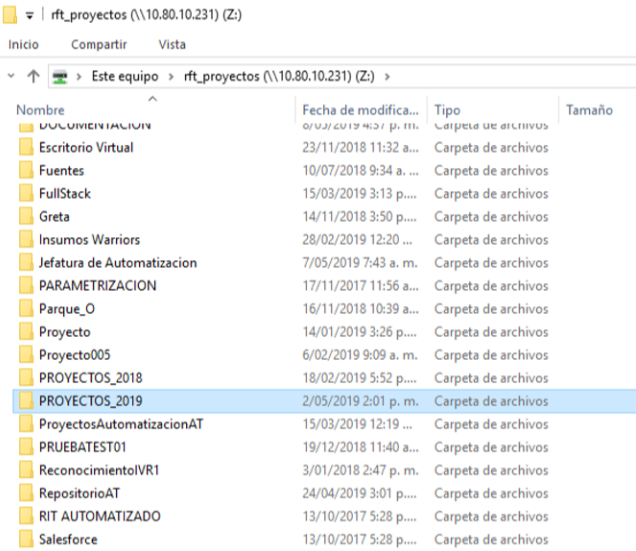 rft_proyectos (\\10.80.10.231) (Z:)
Inicio Compartir Vista
Este equipo > rft_proyectos (\\10.80.10.231) (Z:) >
Nombre Fecha de modifica... Tipo Tamaño
DOCUMENTACION 8/05/2019 4:37 p. m. Carpeta de archivos
Escritorio Virtual 23/11/2018 11:32 a... Carpeta de archivos
Fuentes 10/07/2018 9:34 a. ... Carpeta de archivos
FullStack 15/03/2019 3:13 p.... Carpeta de archivos
Greta 14/11/2018 3:50 p.... Carpeta de archivos
Insumos Warriors 28/02/2019 12:20 ... Carpeta de archivos
Jefatura de Automatizacion 7/05/2019 7:43 a. m. Carpeta de archivos
PARAMETRIZACION 17/11/2017 11:56 a... Carpeta de archivos
Parque_O 16/11/2018 10:39 a... Carpeta de archivos
Proyecto 14/01/2019 3:26 p.... Carpeta de archivos
Proyecto005 6/02/2019 9:09 a. m. Carpeta de archivos
PROYECTOS_2018 18/02/2019 5:52 p.... Carpeta de archivos
PROYECTOS_2019 2/05/2019 2:01 p. m. Carpeta de archivos
ProyectosAutomatizacionAT 15/03/2019 12:19 ... Carpeta de archivos
PRUEBATEST01 19/12/2018 11:40 a... Carpeta de archivos
ReconocimientoIVR1 3/01/2018 2:47 p. m. Carpeta de archivos
RepositorioAT 24/04/2019 3:01 p.... Carpeta de archivos
RIT AUTOMATIZADO 13/10/2017 5:28 p.... Carpeta de archivos
Salesforce 13/10/2017 5:28 p.... Carpeta de archivos